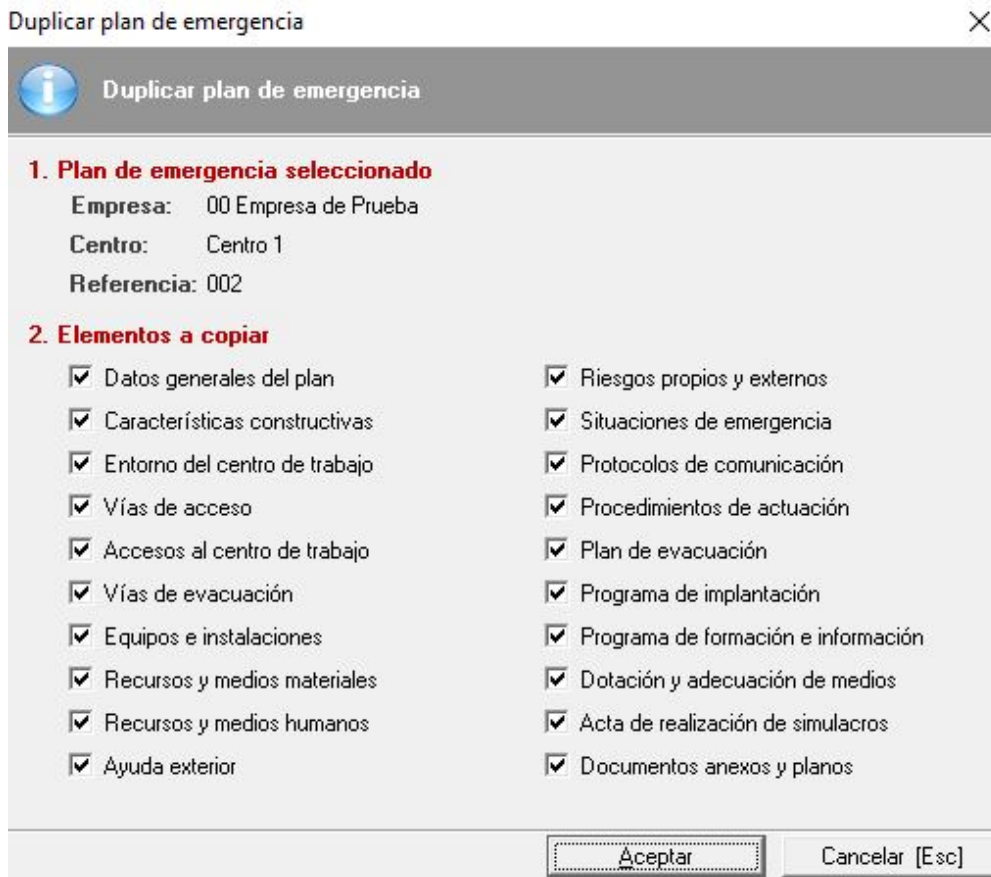 Duplicar plan de emergencia
Duplicar plan de emergencia
1. Plan de emergencia seleccionado
Empresa: 00 Empresa de Prueba
Centro: Centro 1
Referencia: 002
2. Elementos a copiar
Datos generales del plan
Características constructivas
Entorno del centro de trabajo
Vías de acceso
Accesos al centro de trabajo
Vías de evacuación
Equipos e instalaciones
Recursos y medios materiales
Recursos y medios humanos
Ayuda exterior
Riesgos propios y externos
Situaciones de emergencia
Protocolos de comunicación
Procedimientos de actuación
Plan de evacuación
Programa de implantación
Programa de formación e información
Dotación y adecuación de medios
Acta de realización de simulacros
Documentos anexos y planos
Aceptar
Cancelar [Esc]